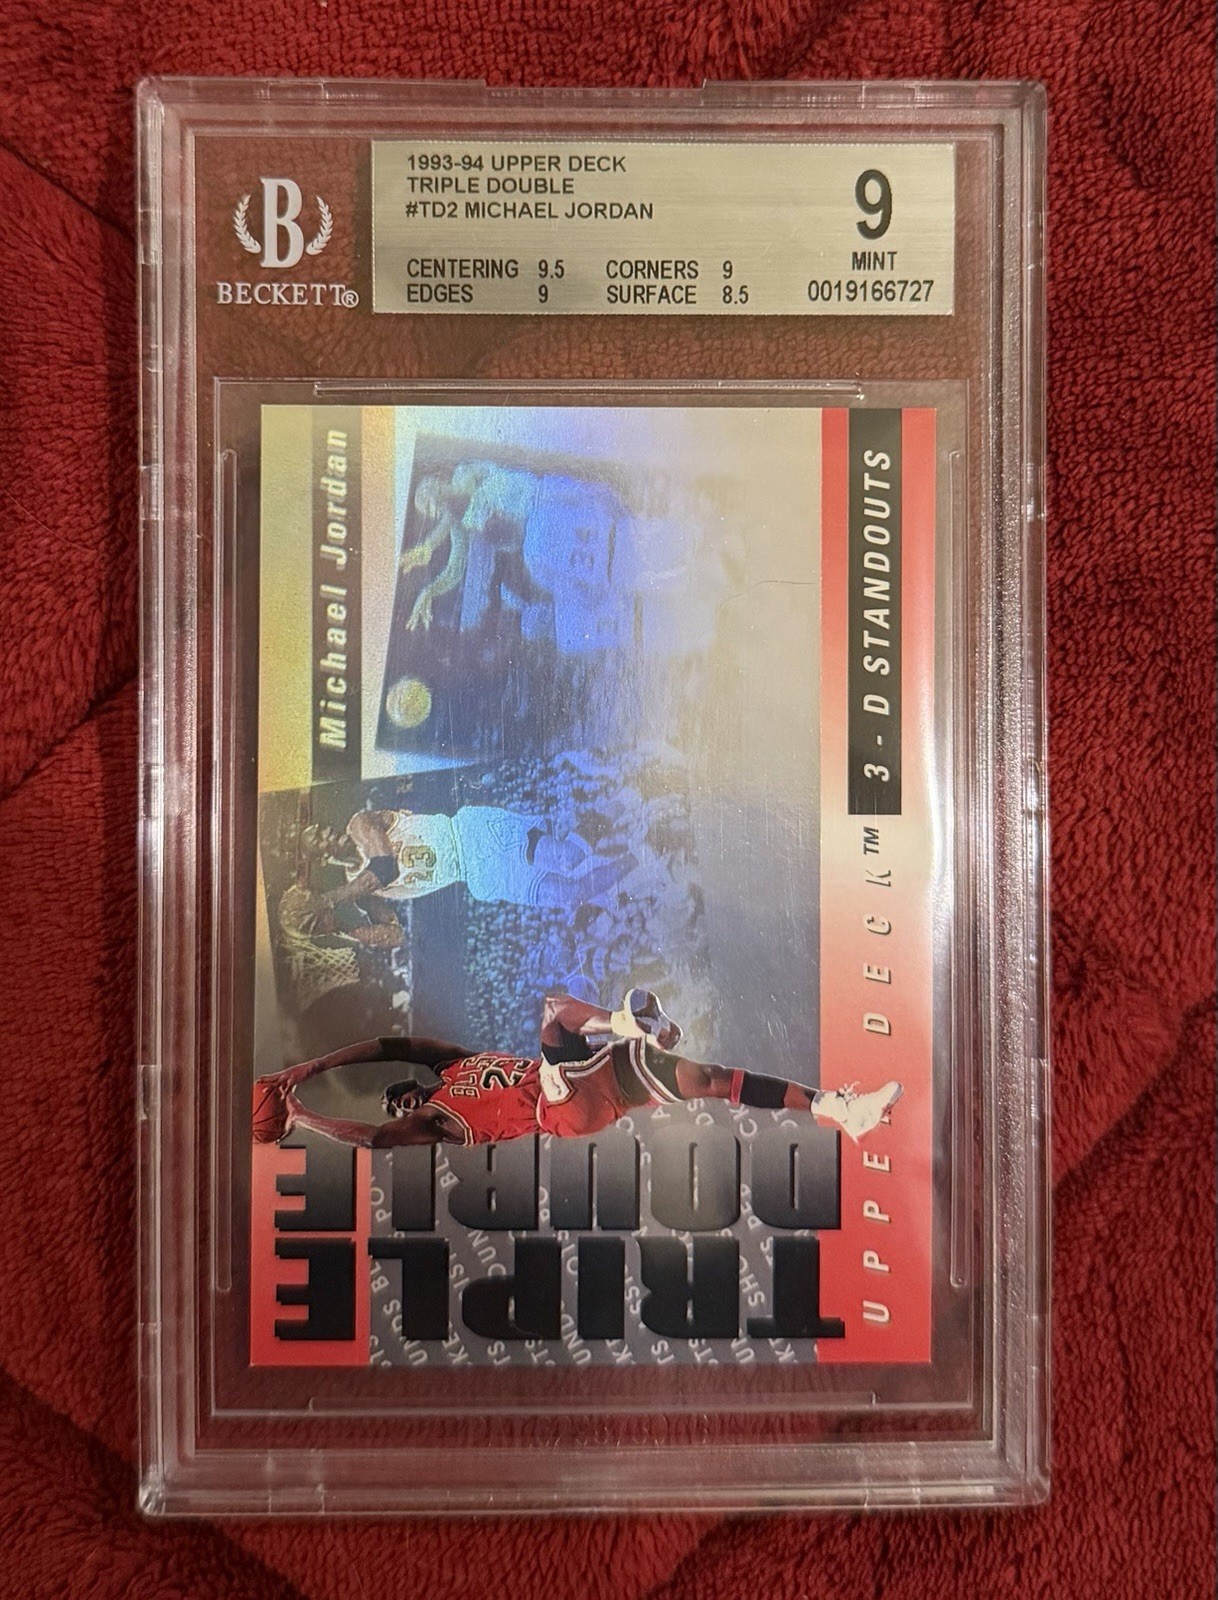 1993-94 UPPER DECK
TRIPLE DOUBLE
#TD2 MICHAEL JORDAN
9
MINT
0019166727
CENTERING 9.5 CORNERS 9
EDGES 9 SURFACE 8.5
B
BECKETT®
Michael Jordan
23
UPPER DECK™ 3-D STANDOUTS
TRIPLE
DOUBLE